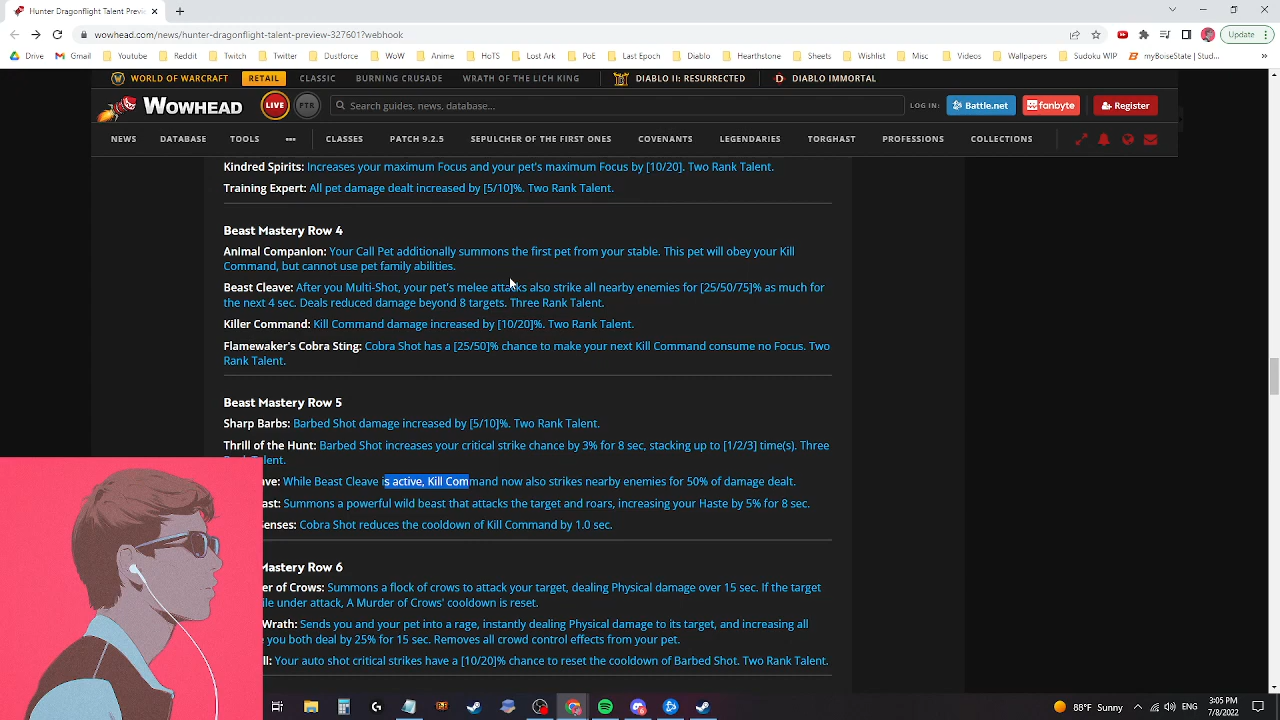 Hunter Dragonflight Talent Previ
wowhead.com/news/hunter-dragonflight-talent-preview-327601?webhook
Update
Drive Gmail Youtube Reddit Twitch Twitter Dustforce WoW Anime HoTS Lost Ark PoE Last Epoch Diablo Hearthstone Sheets Wishlist Misc Videos Wallpapers Sudoku WIP myBoiseState | Stud...
WORLD OF WARCRAFT RETAIL CLASSIC BURNING CRUSADE WRATH OF THE LICH KING DIABLO II: RESURRECTED DIABLO IMMORTAL
WOWHEAD LIVE PTR Search guides, news, database... LOG IN: Battle.net fanbyte Register
NEWS DATABASE TOOLS ••• CLASSES PATCH 9.2.5 SEPULCHER OF THE FIRST ONES COVENANTS LEGENDARIES TORGHAST PROFESSIONS COLLECTIONS
Kindred Spirits: Increases your maximum Focus and your pet's maximum Focus by [10/20]. Two Rank Talent.
Training Expert: All pet damage dealt increased by [5/10]%. Two Rank Talent.
Beast Mastery Row 4
Animal Companion: Your Call Pet additionally summons the first pet from your stable. This pet will obey your Kill
Command, but cannot use pet family abilities.
Beast Cleave: After you Multi-Shot, your pet's melee attacks also strike all nearby enemies for [25/50/75]% as much for
the next 4 sec. Deals reduced damage beyond 8 targets. Three Rank Talent.
Killer Command: Kill Command damage increased by [10/20]%. Two Rank Talent.
Flamewaker's Cobra Sting: Cobra Shot has a [25/50]% chance to make your next Kill Command consume no Focus. Two
Rank Talent.
Beast Mastery Row 5
Sharp Barbs: Barbed Shot damage increased by [5/10]%. Two Rank Talent.
Thrill of the Hunt: Barbed Shot increases your critical strike chance by 3% for 8 sec, stacking up to [1/2/3] time(s). Three
lent.
ave: While Beast Cleave is active, Kill Command now also strikes nearby enemies for 50% of damage dealt.
ast: Summons a powerful wild beast that attacks the target and roars, increasing your Haste by 5% for 8 sec.
Senses: Cobra Shot reduces the cooldown of Kill Command by 1.0 sec.
Mastery Row 6
er of Crows: Summons a flock of crows to attack your target, dealing Physical damage over 15 sec. If the target
ile under attack, A Murder of Crows' cooldown is reset.
Wrath: Sends you and your pet into a rage, instantly dealing Physical damage to its target, and increasing all
you both deal by 25% for 15 sec. Removes all crowd control effects from your pet.
ll: Your auto shot critical strikes have a [10/20]% chance to reset the cooldown of Barbed Shot. Two Rank Talent.
88°F Sunny ENG 3:05 PM
7/8/2022